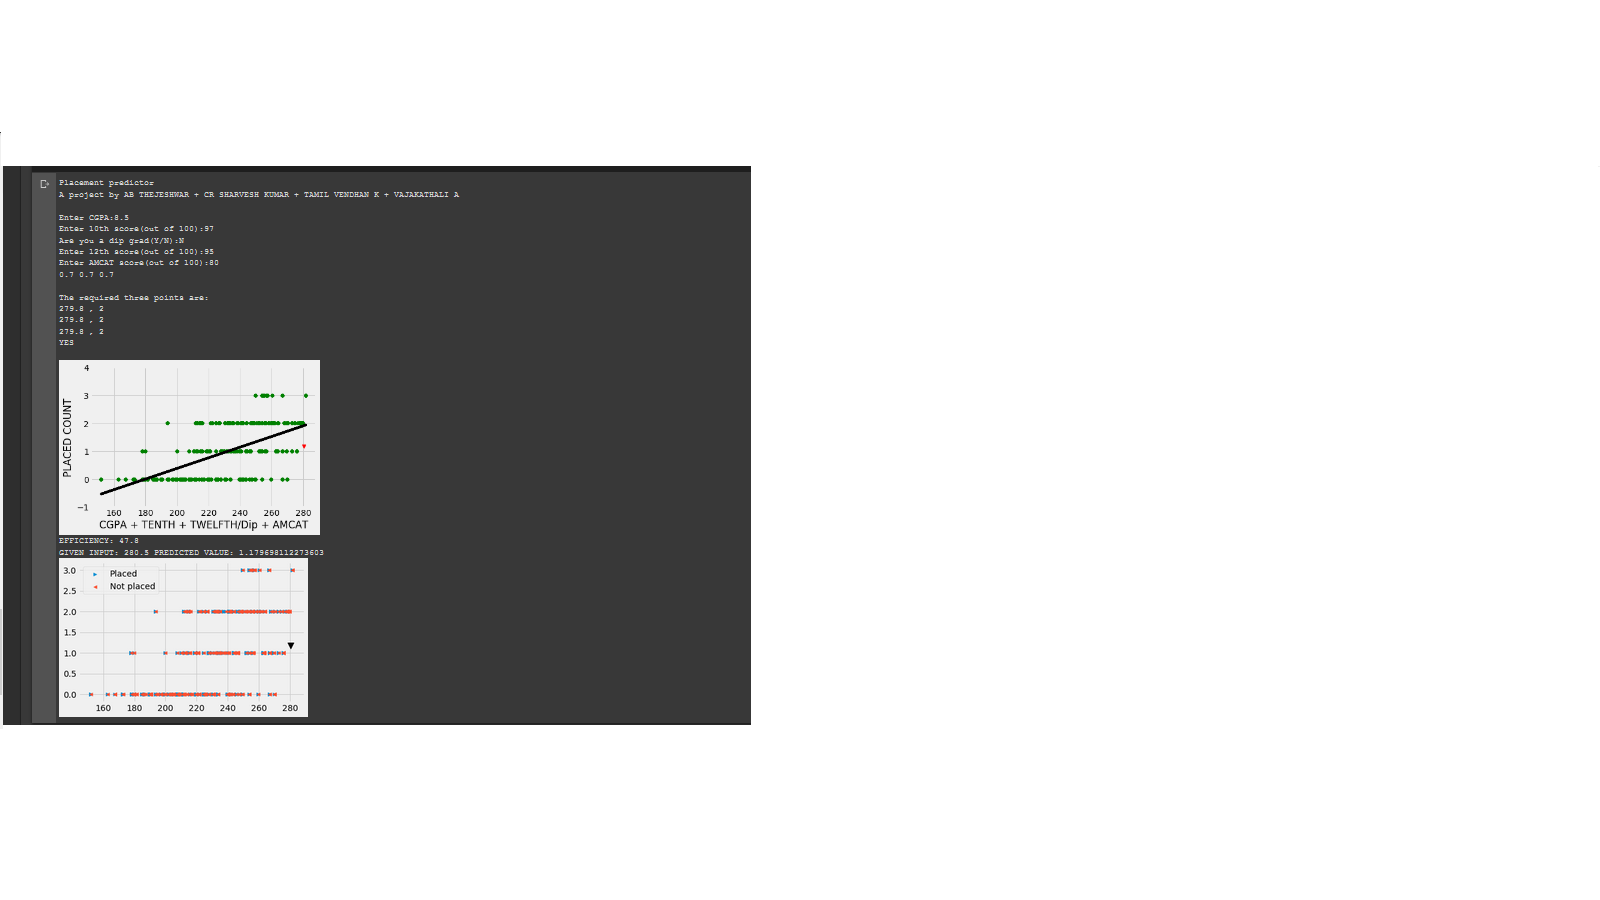 Placement predictor
A project by AB THEJESHWAR + CR SHARVESH KUMAR + TAMIL VENDHAN K + VAJAKATHALI A
Enter CGPA:8.5
Enter 10th score(out of 100):97
Are you a dip grad(Y/N):N
Enter 12th score(out of 100):95
Enter AMCAT score(out of 100):80
0.7 0.7 0.7
The required three points are:
279.8 , 2
279.8 , 2
279.8 , 2
YES
4
3
2
1
0
−1
PLACED COUNT
160 180 200 220 240 260 280
CGPA + TENTH + TWELFTH/Dip + AMCAT
EFFICIENCY: 47.8
GIVEN INPUT: 280.5 PREDICTED VALUE: 1.179698112273603
Placed
Not placed
3.0
2.5
2.0
1.5
1.0
0.5
0.0
160 180 200 220 240 260 280